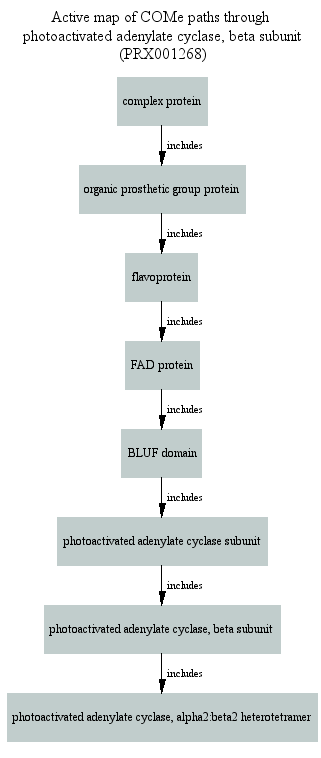 Active map of COMe paths through
photoactivated adenylate cyclase, beta subunit
(PRX001268)
complex protein
includes
organic prosthetic group protein
includes
flavoprotein
includes
FAD protein
includes
BLUF domain
includes
photoactivated adenylate cyclase subunit
includes
photoactivated adenylate cyclase, beta subunit
includes
photoactivated adenylate cyclase, alpha2:beta2 heterotetramer